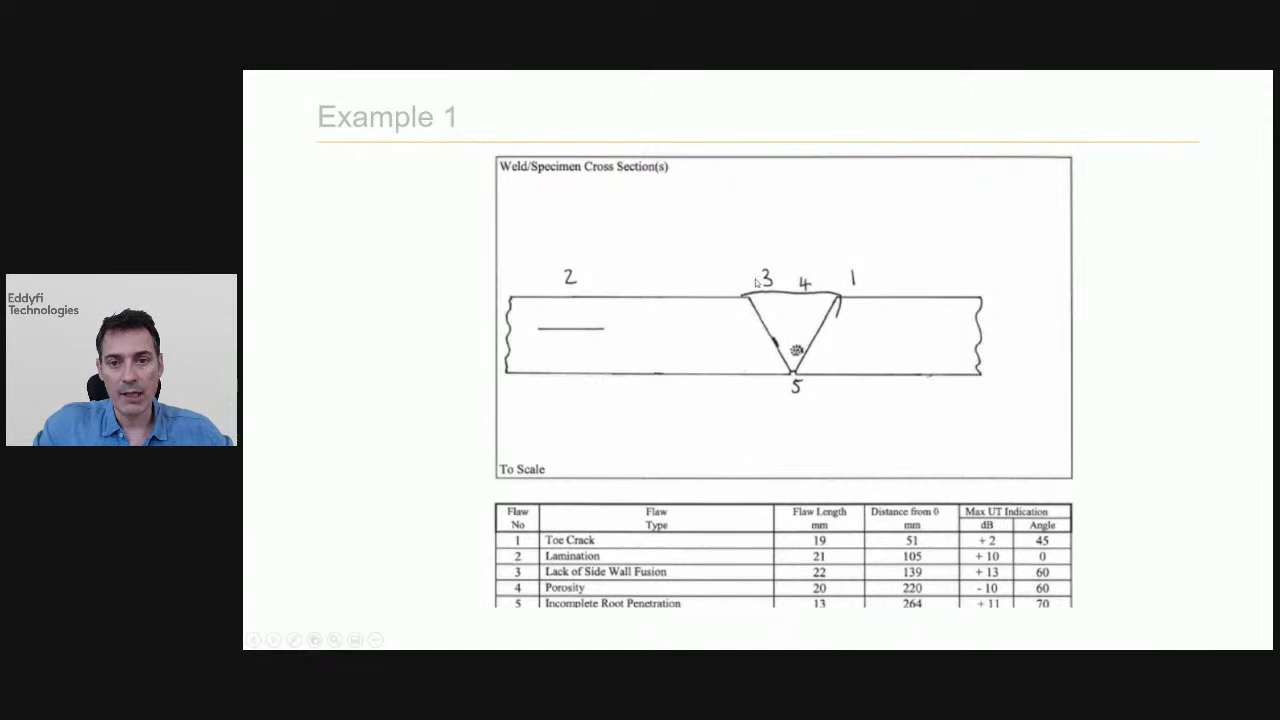 Eddyfi
Technologies
Example 1
Weld/Specimen Cross Section(s)
2 3 4 1
5
To Scale
Flaw No Flaw Type Flaw Length mm Distance from 0 mm Max UT Indication dB Angle
1 Toe Crack 19 51 + 2 45
2 Lamination 21 105 + 10 0
3 Lack of Side Wall Fusion 22 139 + 13 60
4 Porosity 20 220 - 10 60
5 Incomplete Root Penetration 13 264 + 11 70